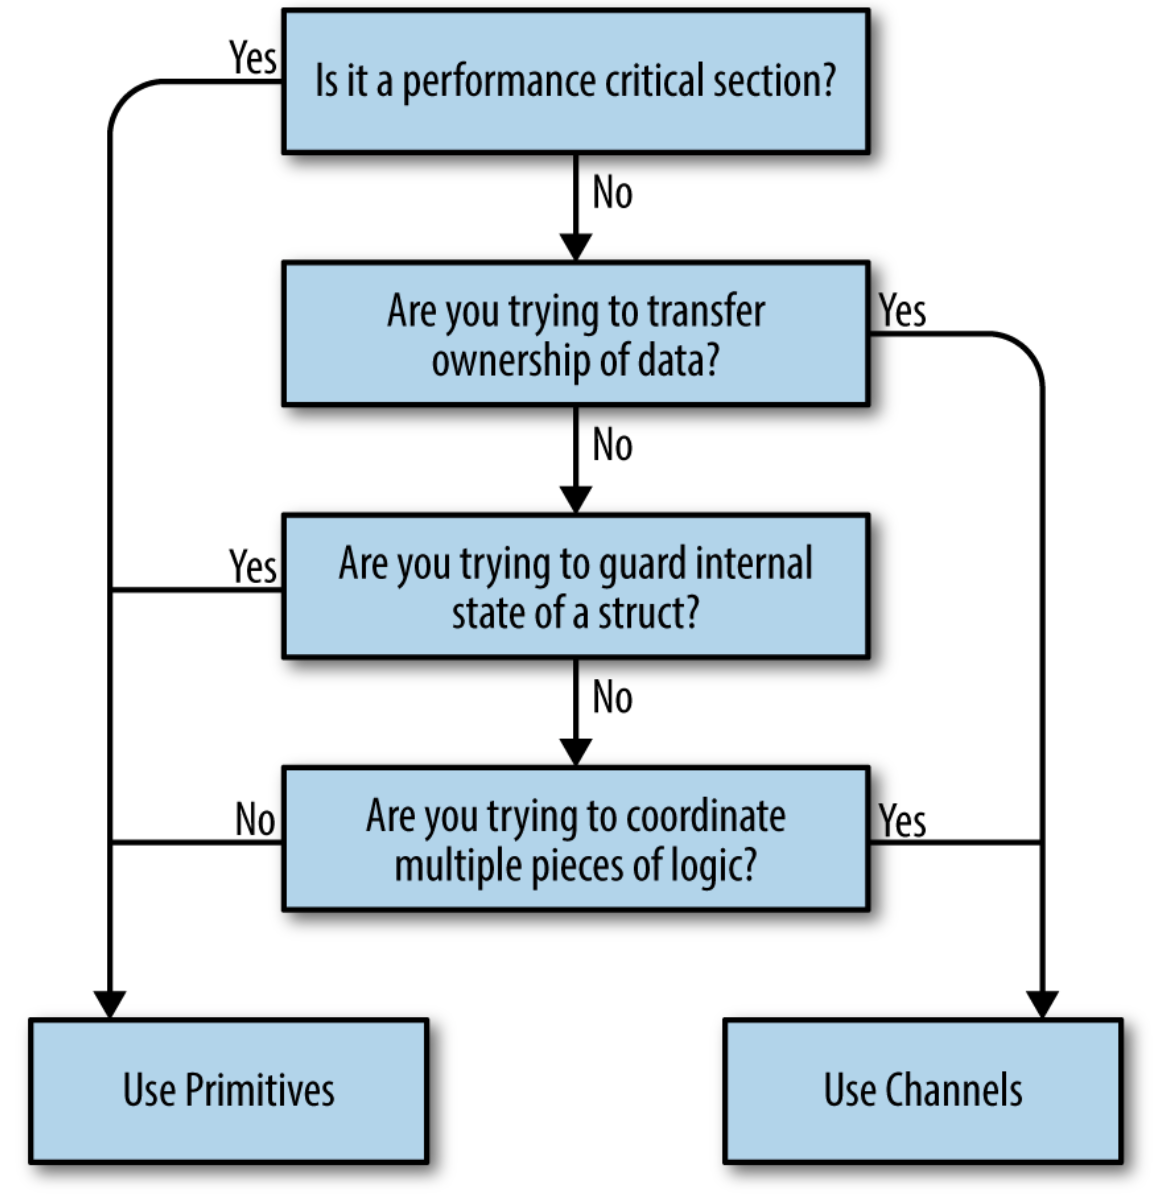 Yes
Is it a performance critical section?
No
Are you trying to transfer
ownership of data?
Yes
No
Yes
Are you trying to guard internal
state of a struct?
No
No
Are you trying to coordinate
multiple pieces of logic?
Yes
Use Primitives
Use Channels